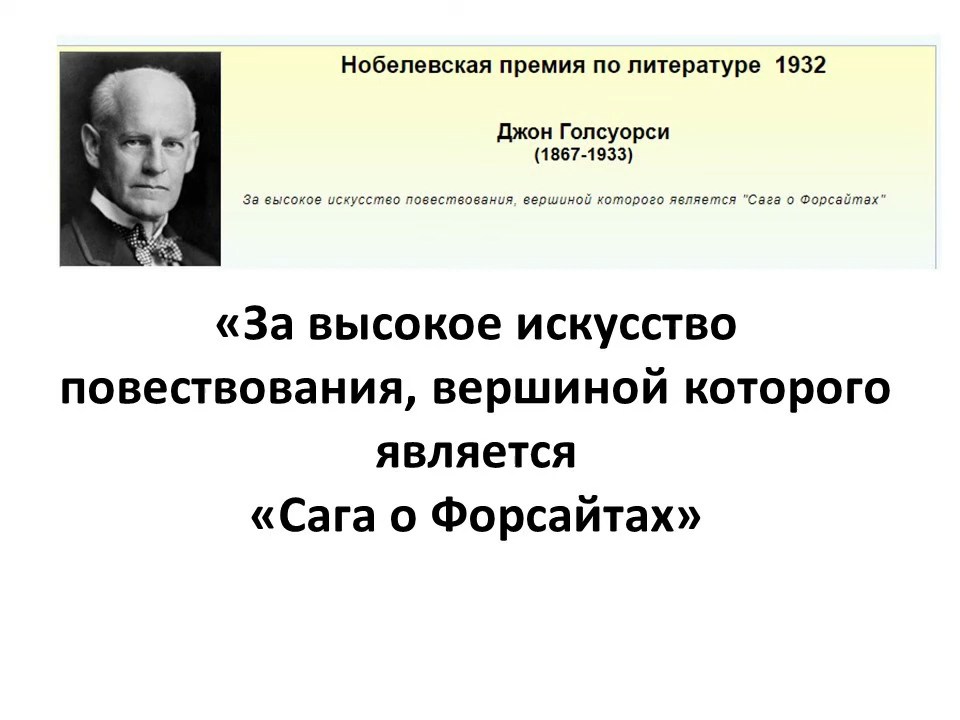 Нобелевская премия по литературе 1932
Джон Голсуорси
(1867-1933)
За высокое искусство повествования, вершиной которого является "Сага о Форсайтах"
«За высокое искусство
повествования, вершиной которого
является
«Сага о Форсайтах»